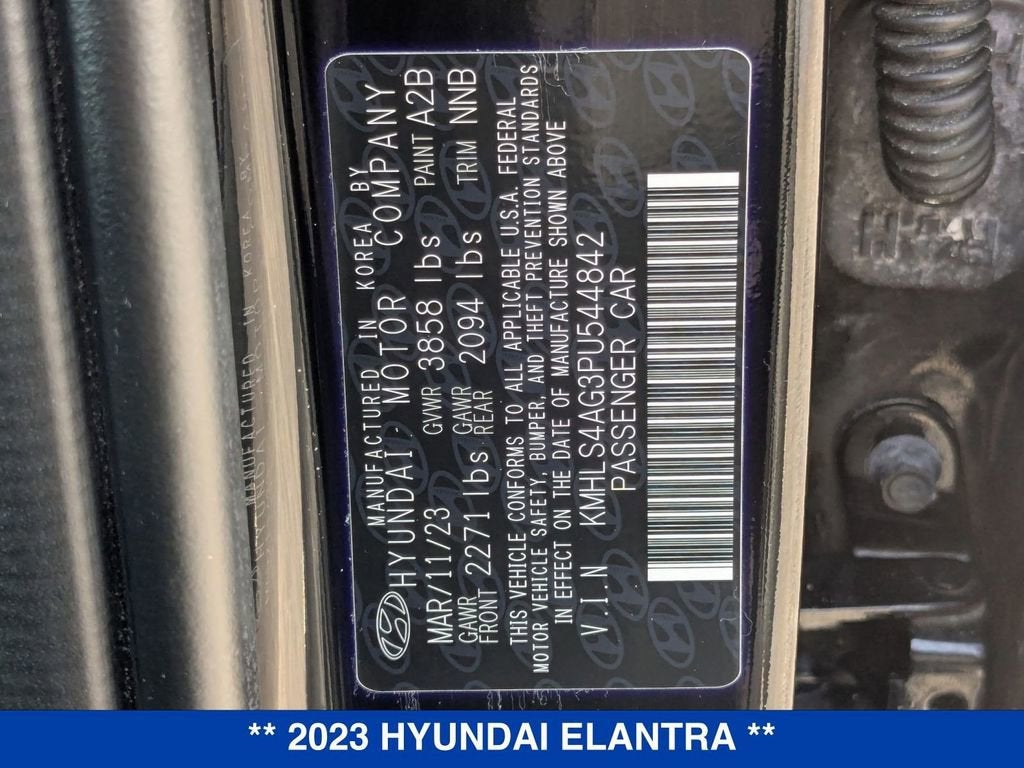 MANUFACTURED IN KOREA BY
HYUNDAI MOTOR COMPANY
MAR/11/23 GVWR 3858 lbs PAINT A2B
GAWR FRONT 2271 lbs GAWR REAR 2094 lbs TRIM NNB
THIS VEHICLE CONFORMS TO ALL APPLICABLE U.S.A. FEDERAL
MOTOR VEHICLE SAFETY, BUMPER, AND THEFT PREVENTION STANDARDS
IN EFFECT ON THE DATE OF MANUFACTURE SHOWN ABOVE
V.I.N KMHLS4AG3PU544842
PASSENGER CAR
** 2023 HYUNDAI ELANTRA **